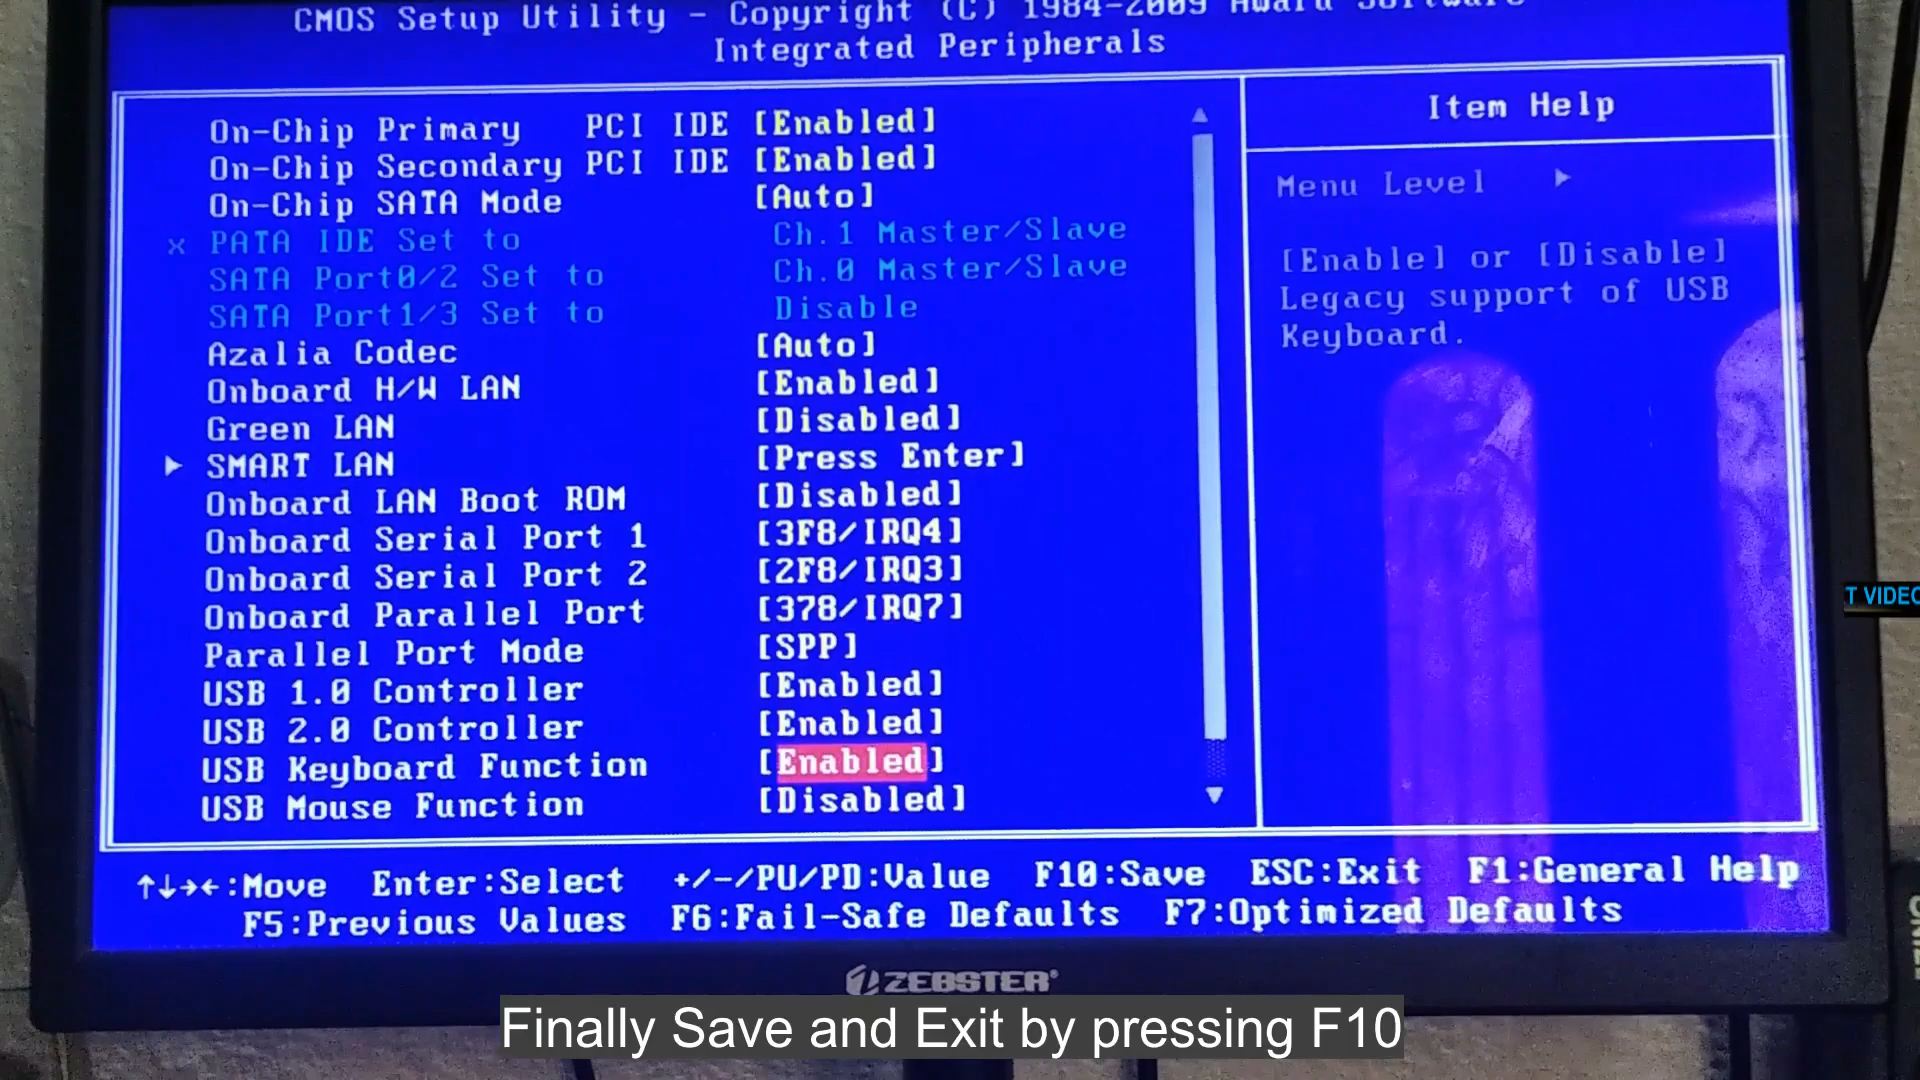 CMOS Setup Utility - Copyright (C) 1984-2009 Award Software
Integrated Peripherals
On-Chip Primary PCI IDE [Enabled]
On-Chip Secondary PCI IDE [Enabled]
On-Chip SATA Mode [Auto]
x PATA IDE Set to Ch.1 Master/Slave
SATA Port0/2 Set to Ch.0 Master/Slave
SATA Port1/3 Set to Disable
Azalia Codec [Auto]
Onboard H/W LAN [Enabled]
Green LAN [Disabled]
▶ SMART LAN [Press Enter]
Onboard LAN Boot ROM [Disabled]
Onboard Serial Port 1 [3F8/IRQ4]
Onboard Serial Port 2 [2F8/IRQ3]
Onboard Parallel Port [378/IRQ7]
Parallel Port Mode [SPP]
USB 1.0 Controller [Enabled]
USB 2.0 Controller [Enabled]
USB Keyboard Function [Enabled]
USB Mouse Function [Disabled]
Item Help
Menu Level ▶
[Enable] or [Disable]
Legacy support of USB
Keyboard.
T VIDEO
↑↓→←:Move Enter:Select +/-/PU/PD:Value F10:Save ESC:Exit F1:General Help
F5:Previous Values F6:Fail-Safe Defaults F7:Optimized Defaults
ZEBSTER
Finally Save and Exit by pressing F10